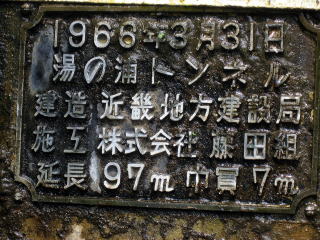 1966年3月31日
湯の浦トンネル
建造 近畿地方建設局
施工 株式会社 藤田組
延長 97m 巾員 7m